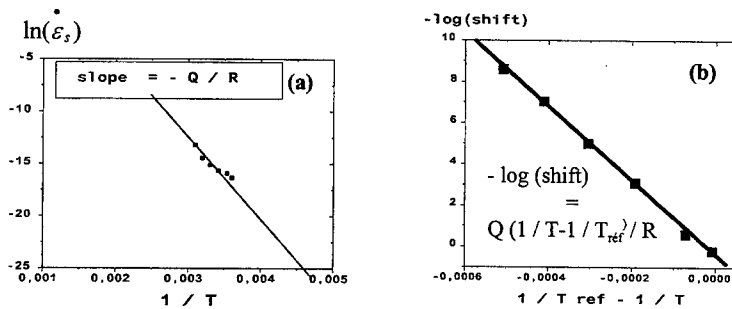 ln(ε̇ₛ)
-5
-10
-15
-20
-25
slope = - Q / R
(a)
0,001 0,002 0,003 0,004 0,005
1 / T
-log(shift)
10
8
6
4
2
0
(b)
- log (shift)
=
Q (1 / T-1 / Tréf) / R
-0,0006 -0,0004 -0,0002 0,0000
1 / T ref - 1 / T